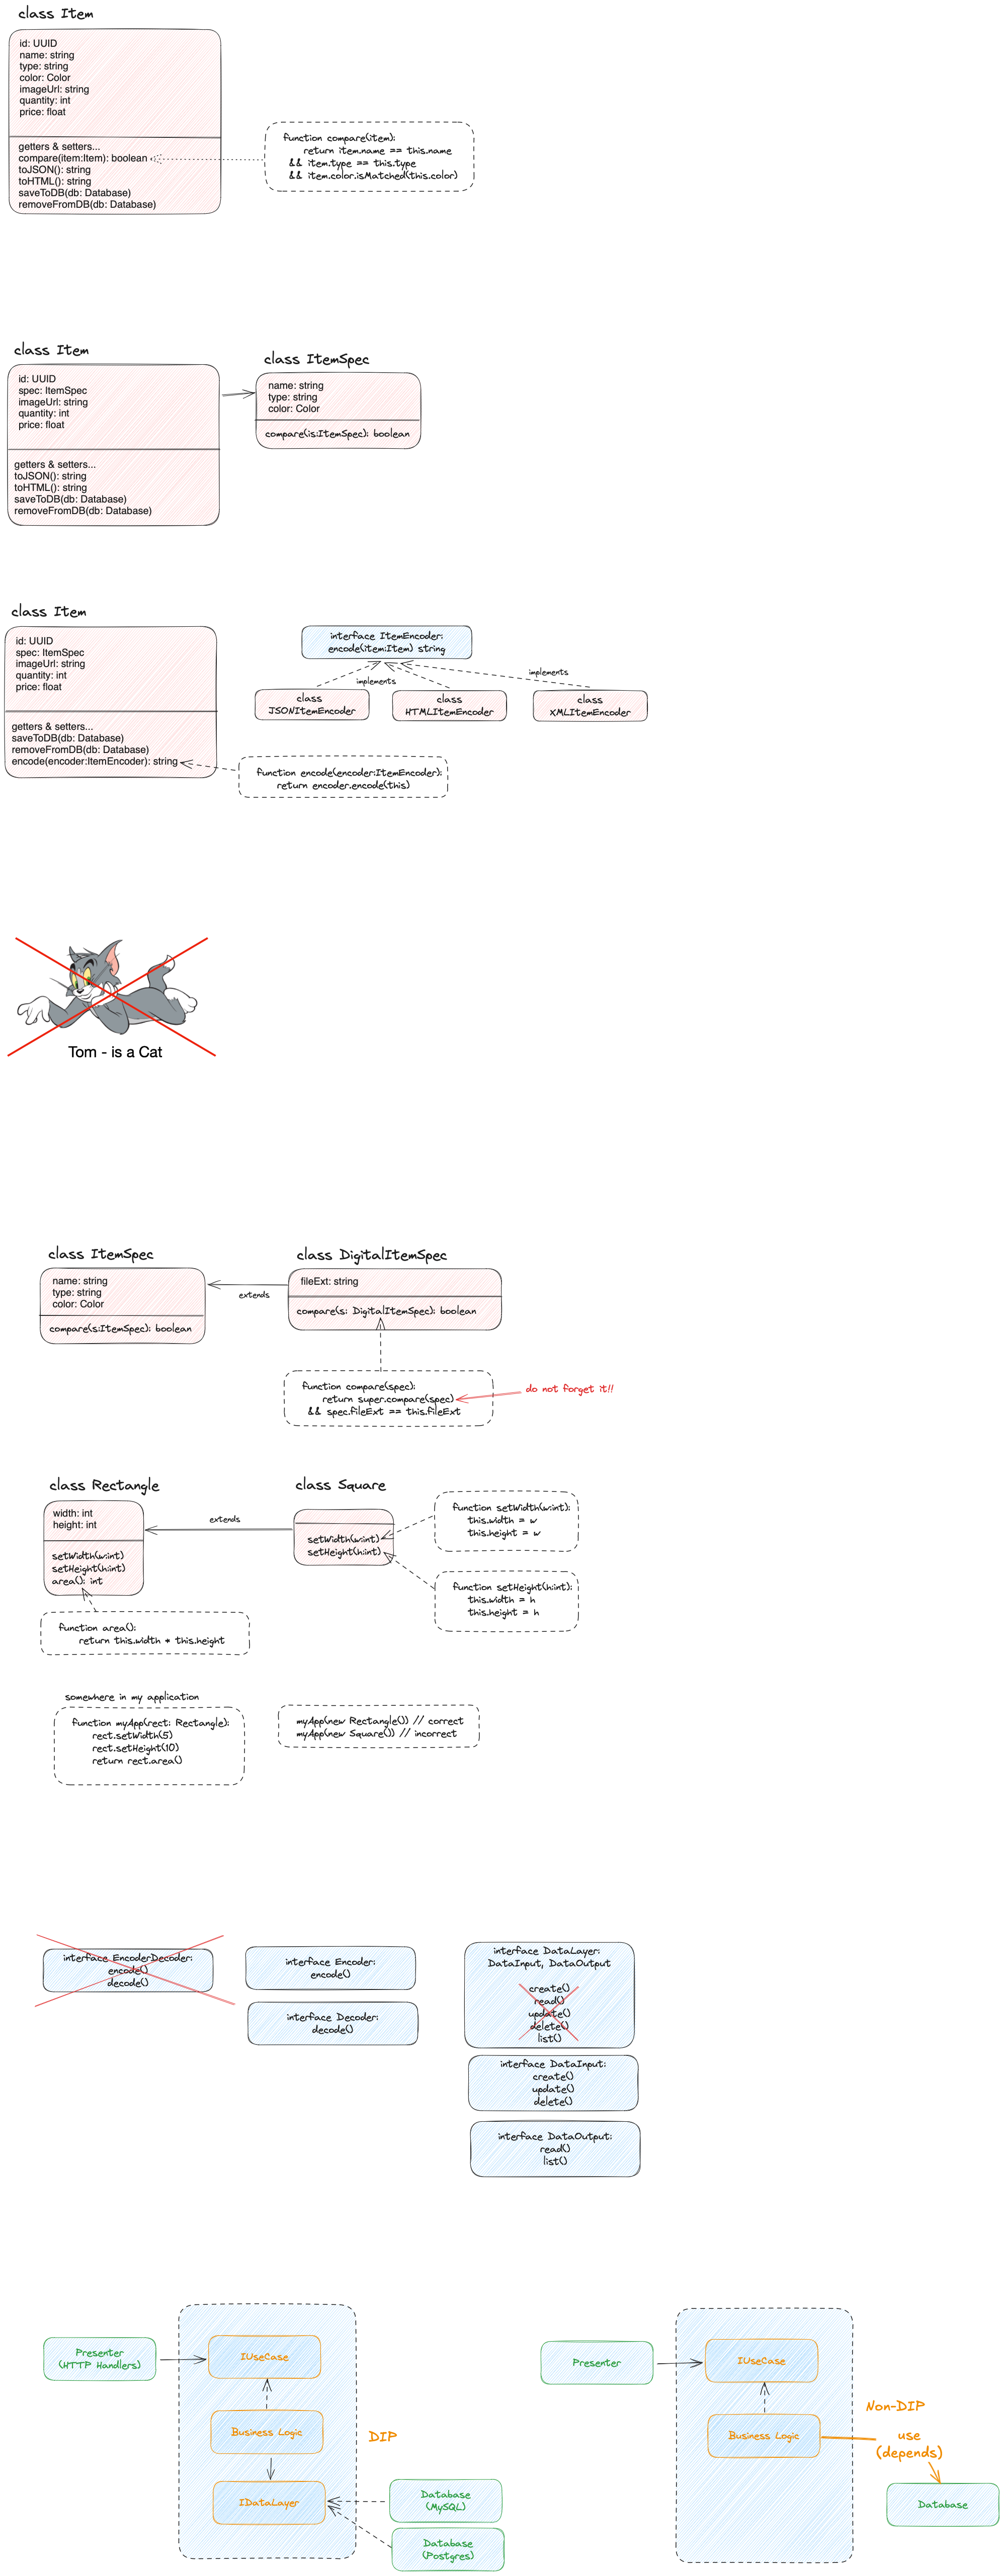 class Item
id: UUID
name: string
type: string
color: Color
imageUrl: string
quantity: int
price: float
getters & setters...
compare(item:Item): boolean
toJSON(): string
toHTML(): string
saveToDB(db: Database)
removeFromDB(db: Database)
function compare(item):
return item.name == this.name
&& item.type == this.type
&& item.color.isMatched(this.color)
class Item
id: UUID
spec: ItemSpec
imageUrl: string
quantity: int
price: float
getters & setters...
toJSON(): string
toHTML(): string
saveToDB(db: Database)
removeFromDB(db: Database)
class ItemSpec
name: string
type: string
color: Color
compare(is:ItemSpec): boolean
class Item
id: UUID
spec: ItemSpec
imageUrl: string
quantity: int
price: float
getters & setters...
saveToDB(db: Database)
removeFromDB(db: Database)
encode(encoder:ItemEncoder): string
interface ItemEncoder:
encode(item:Item) string
implements
implements
class
JSONItemEncoder
class
HTMLItemEncoder
class
XMLItemEncoder
function encode(encoder:ItemEncoder):
return encoder.encode(this)
Tom - is a Cat
class ItemSpec
name: string
type: string
color: Color
compare(s:ItemSpec): boolean
extends
class DigitalItemSpec
fileExt: string
compare(s: DigitalItemSpec): boolean
function compare(spec):
return super.compare(spec)
&& spec.fileExt == this.fileExt
do not forget it!!
class Rectangle
width: int
height: int
setWidth(w:int)
setHeight(h:int)
area(): int
extends
class Square
setWidth(w:int)
setHeight(h:int)
function setWidth(w:int):
this.width = w
this.height = w
function setHeight(h:int):
this.width = h
this.height = h
function area():
return this.width * this.height
somewhere in my application
function myApp(rect: Rectangle):
rect.setWidth(5)
rect.setHeight(10)
return rect.area()
myApp(new Rectangle()) // correct
myApp(new Square()) // incorrect
interface EncoderDecoder:
encode()
decode()
interface Encoder:
encode()
interface Decoder:
decode()
interface DataLayer:
DataInput, DataOutput
create()
read()
update()
delete()
list()
interface DataInput:
create()
update()
delete()
interface DataOutput:
read()
list()
Presenter
(HTTP Handlers)
IUseCase
Business Logic
IDataLayer
DIP
Database
(MySQL)
Database
(Postgres)
Presenter
IUseCase
Business Logic
Non-DIP
use
(depends)
Database